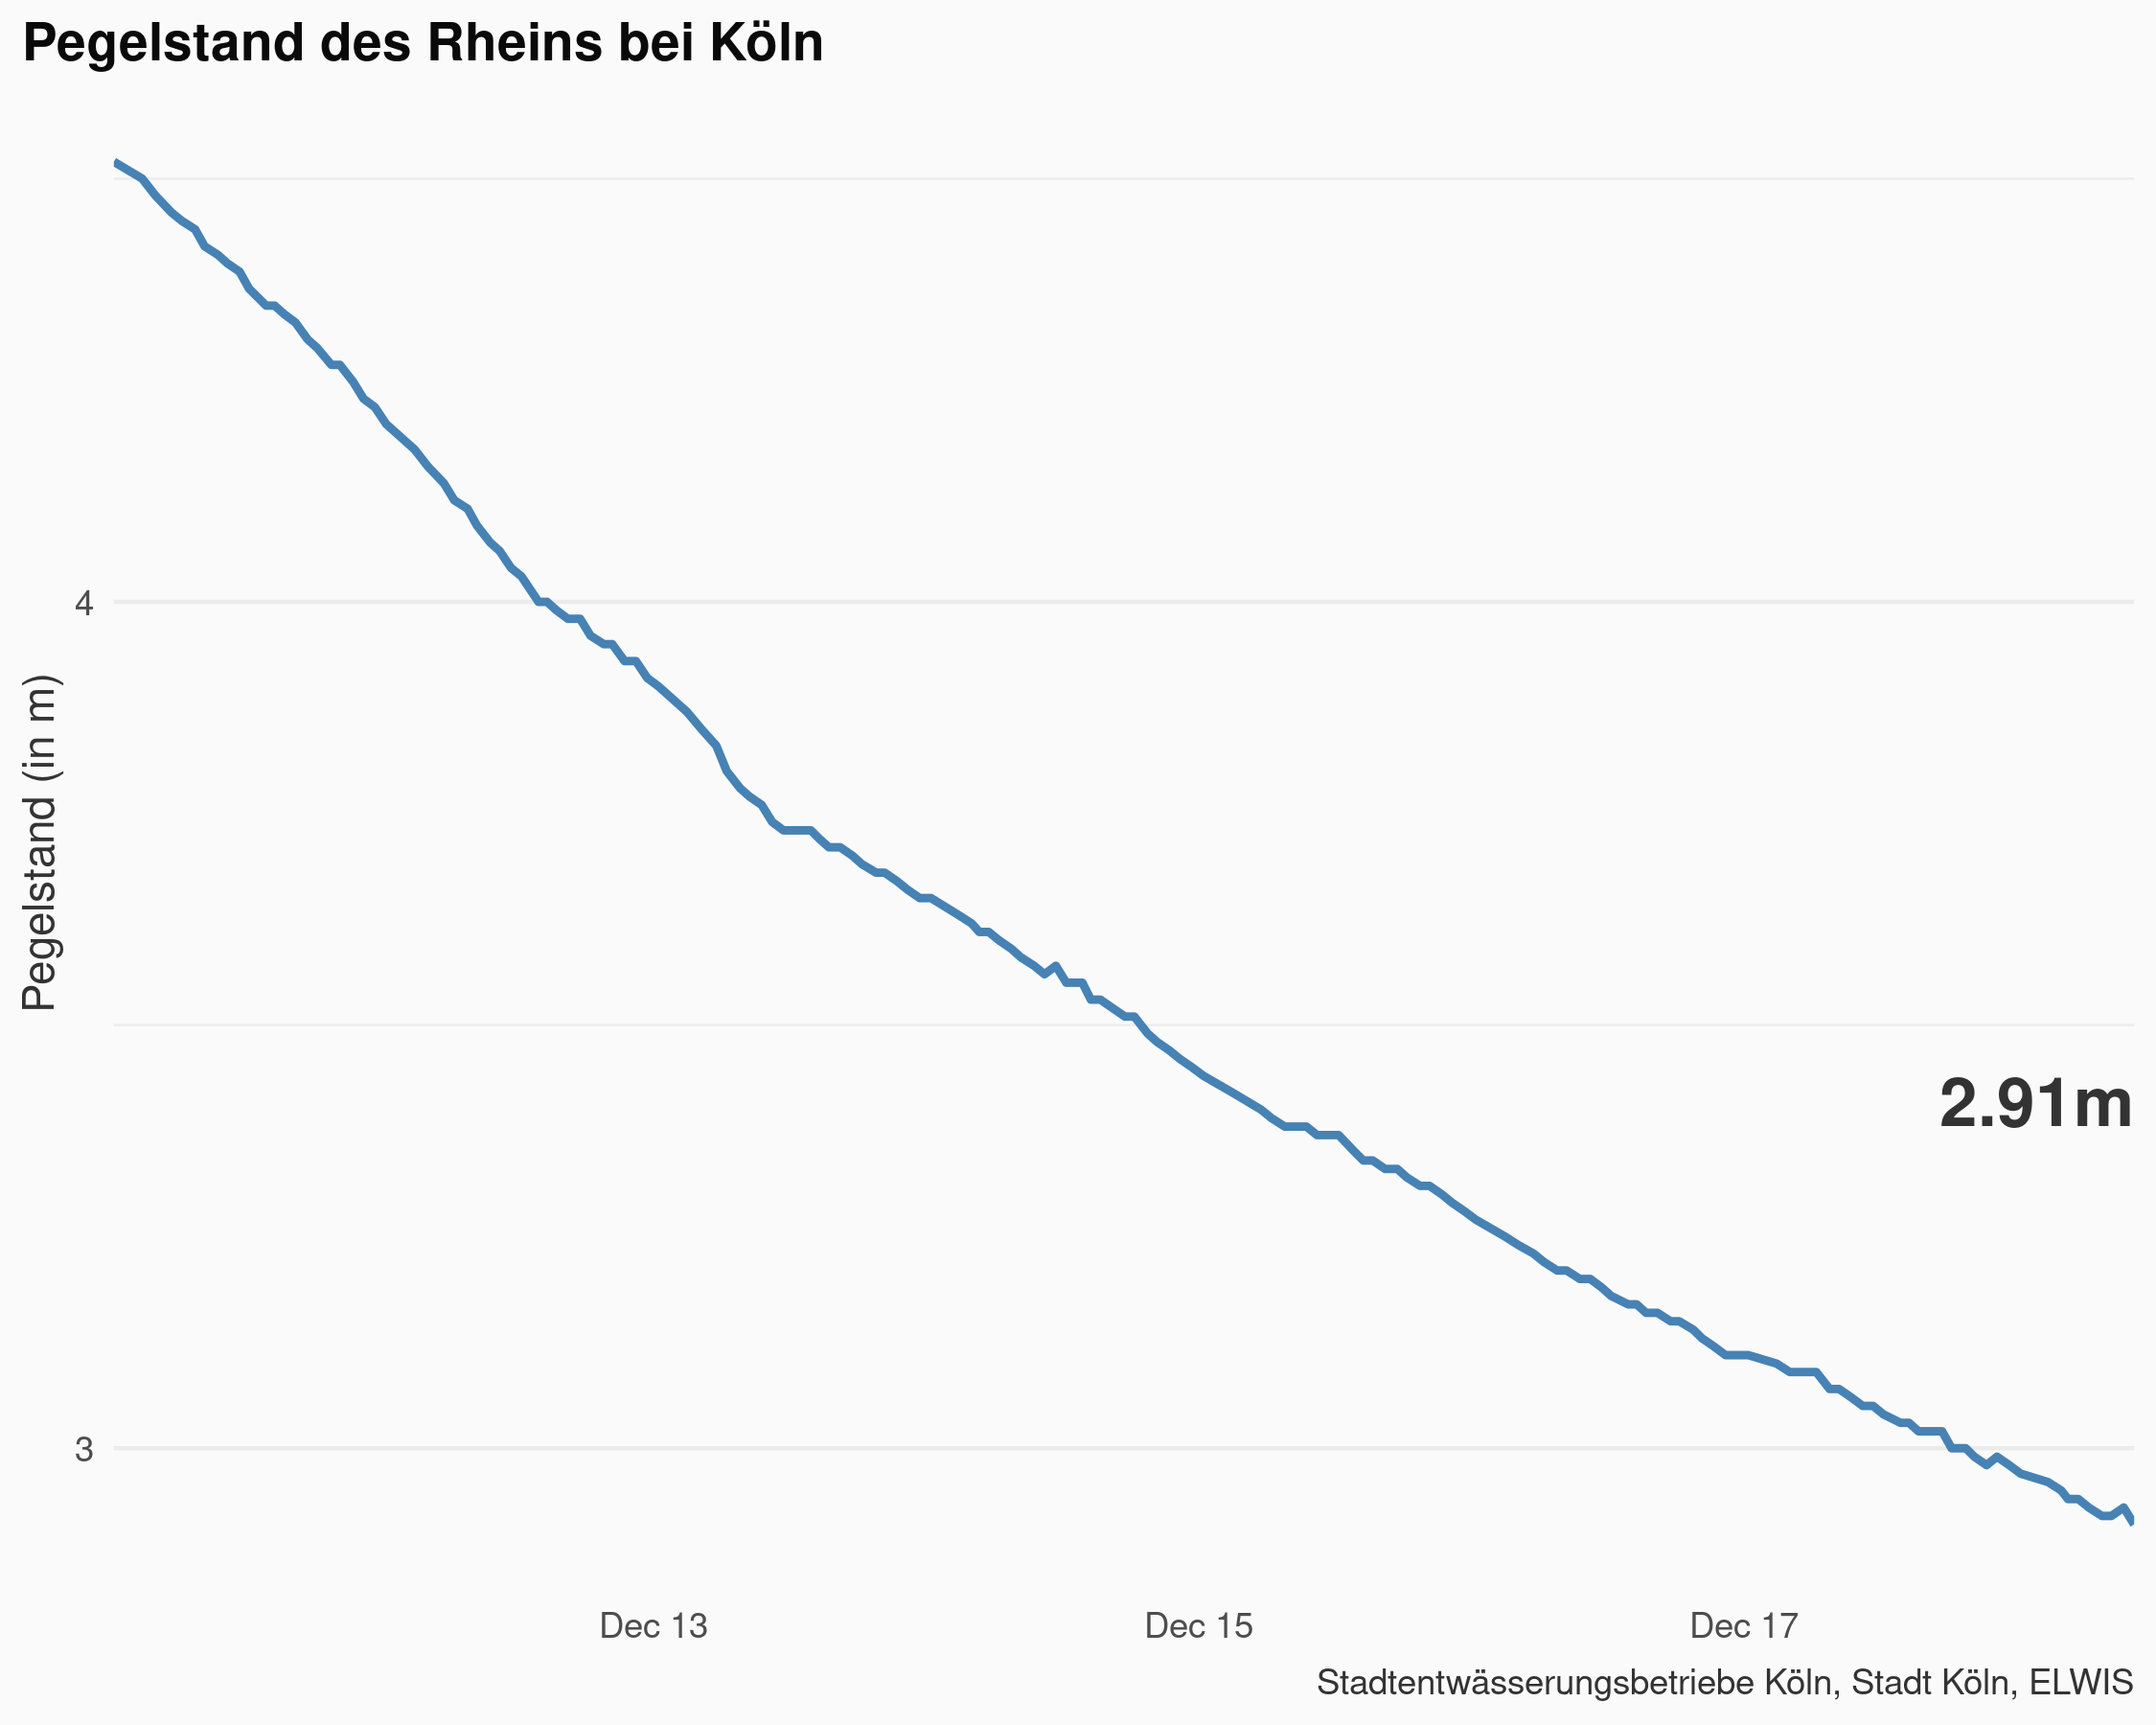 Pegelstand des Rheins bei Köln
Pegelstand (in m)
4
3
2.91m
Dec 13
Dec 15
Dec 17
Stadtentwässerungsbetriebe Köln, Stadt Köln, ELWIS